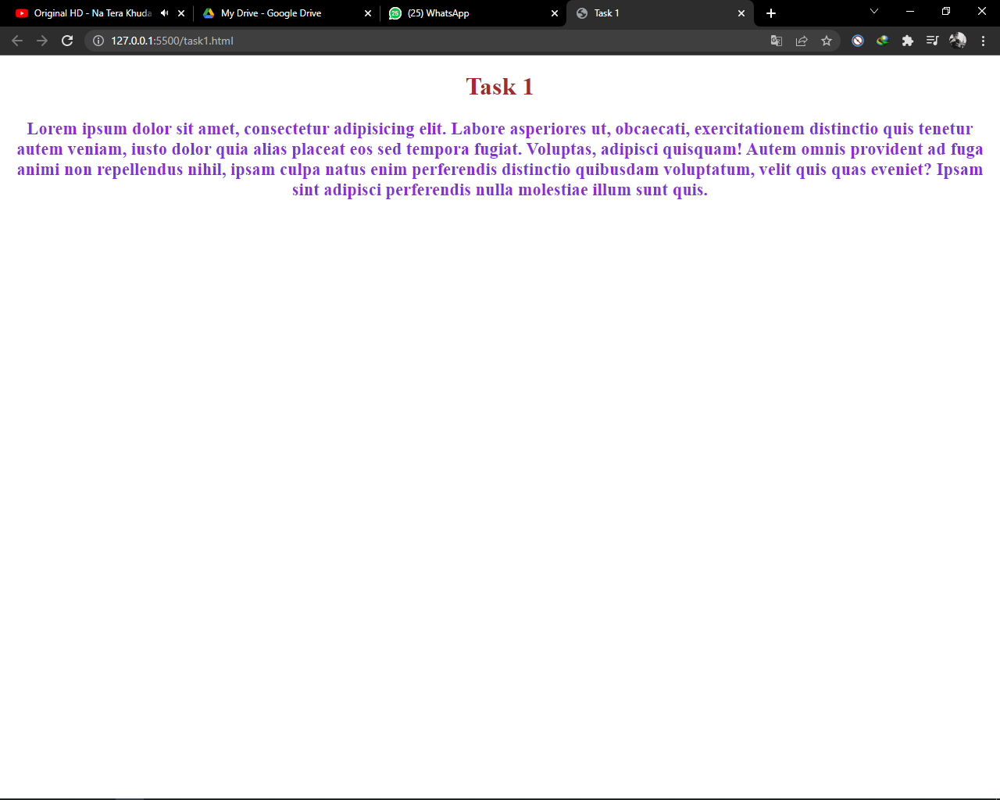 Original HD - Na Tera Khuda
My Drive - Google Drive
25
(25) WhatsApp
Task 1
127.0.0.1:5500/task1.html
Task 1
Lorem ipsum dolor sit amet, consectetur adipisicing elit. Labore asperiores ut, obcaecati, exercitationem distinctio quis tenetur
autem veniam, iusto dolor quia alias placeat eos sed tempora fugiat. Voluptas, adipisci quisquam! Autem omnis provident ad fuga
animi non repellendus nihil, ipsam culpa natus enim perferendis distinctio quibusdam voluptatum, velit quis quas eveniet? Ipsam
sint adipisci perferendis nulla molestiae illum sunt quis.